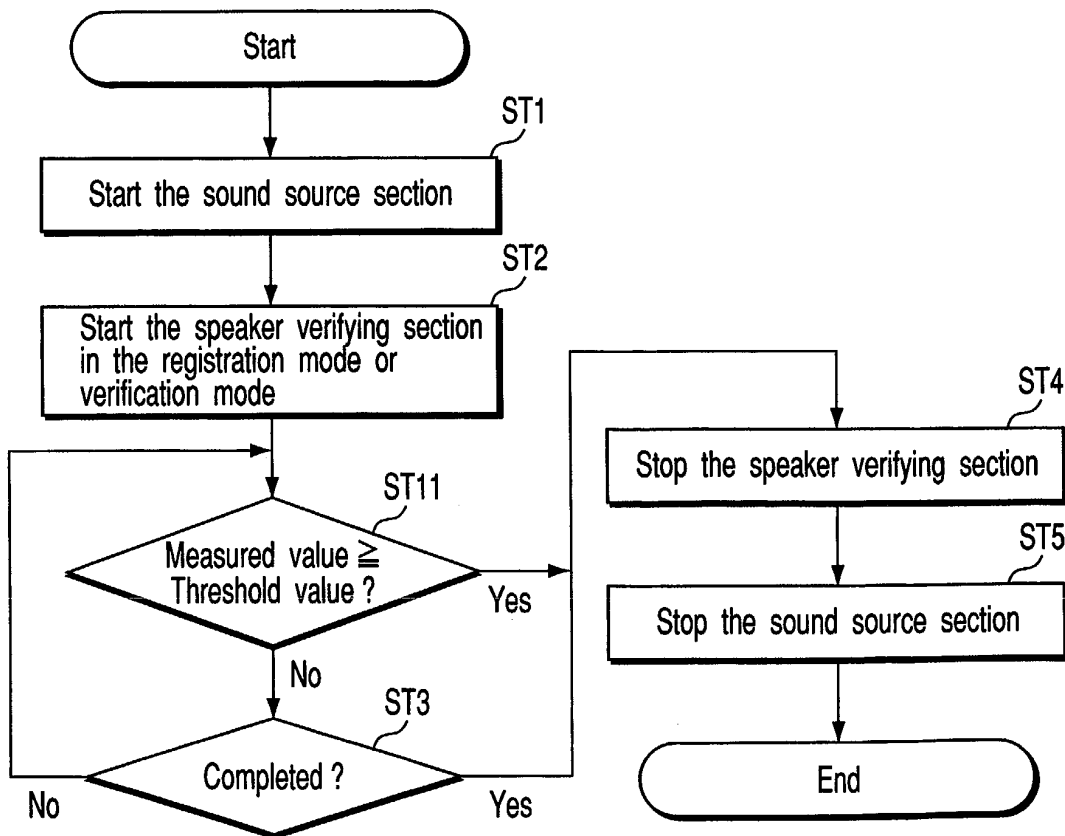 Start
ST1
Start the sound source section
ST2
Start the speaker verifying section
in the registration mode or
verification mode
ST11
Measured value ≧
Threshold value ?
Yes
No
ST3
Completed ?
No
Yes
ST4
Stop the speaker verifying section
ST5
Stop the sound source section
End